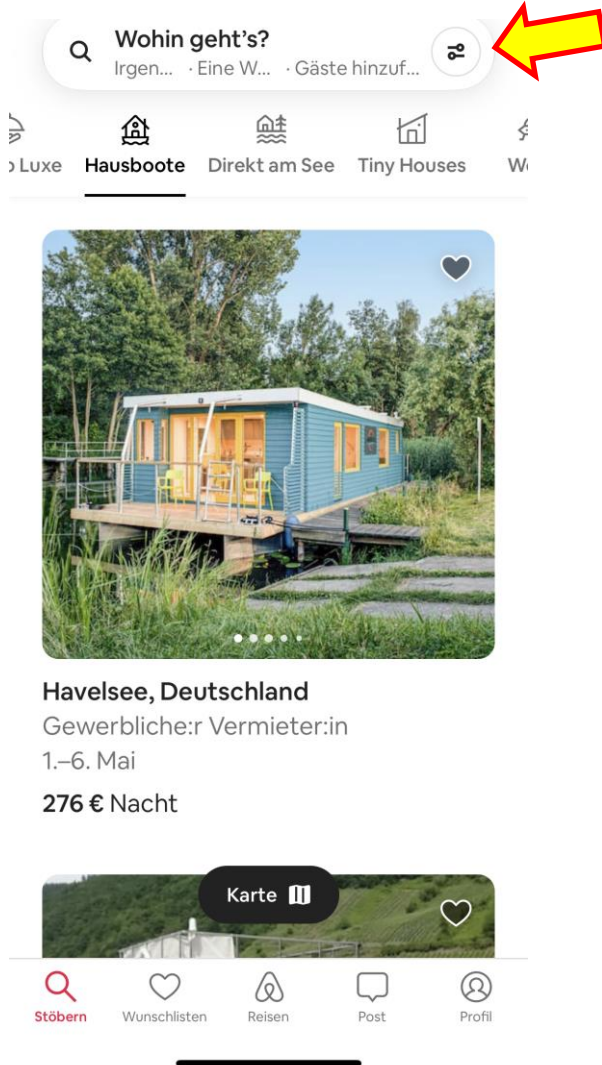 Wohin geht's?
Irgen... · Eine W... · Gäste hinzuf...
Luxe Hausboote Direkt am See Tiny Houses
Havelsee, Deutschland
Gewerbliche:r Vermieter:in
1.–6. Mai
276 € Nacht
Karte
Stöbern Wunschlisten Reisen Post Profil